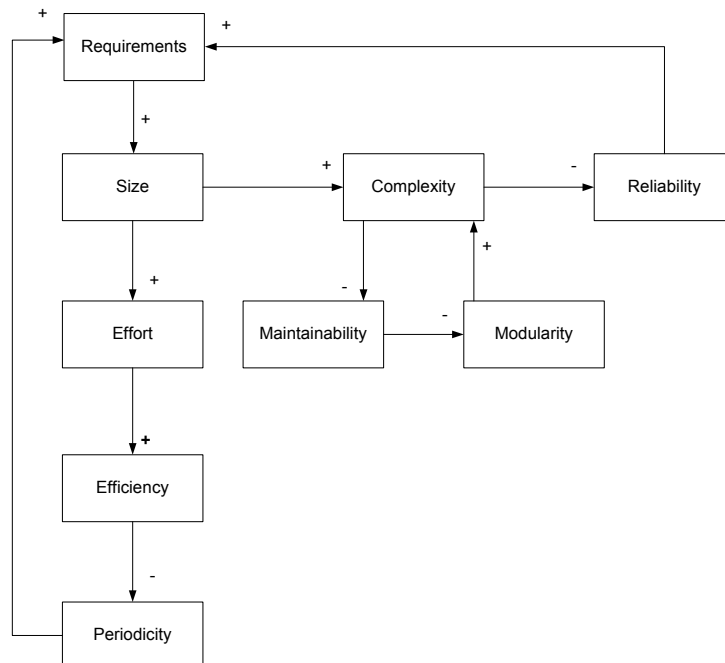 +
+
Requirements
+
+
-
Size
Complexity
Reliability
+
+
-
Effort
Maintainability
-
Modularity
+
Efficiency
-
Periodicity